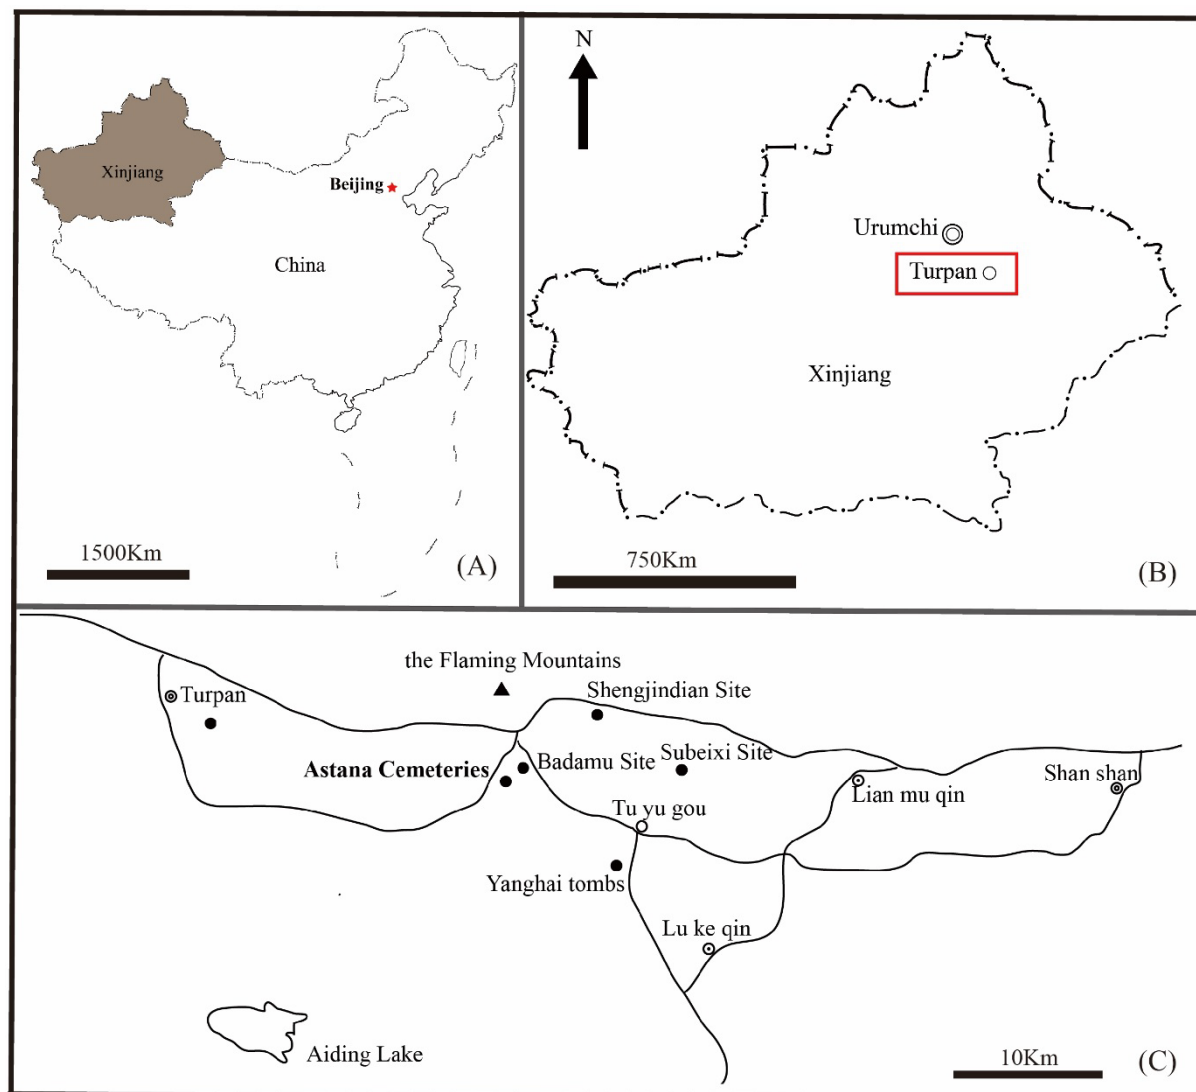 Xinjiang
Beijing
China
1500Km
(A)
N
Urumchi
Turpan
Xinjiang
750Km
(B)
the Flaming Mountains
Turpan
Shengjindian Site
Astana Cemeteries
Badamu Site
Subeixi Site
Shan shan
Lian mu qin
Tu yu gou
Yanghai tombs
Lu ke qin
Aiding Lake
10Km
(C)